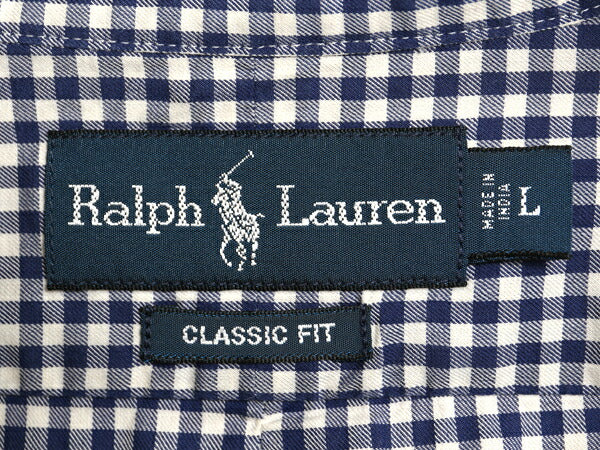 Ralph Lauren
MADE IN
INDIA
L
CLASSIC FIT